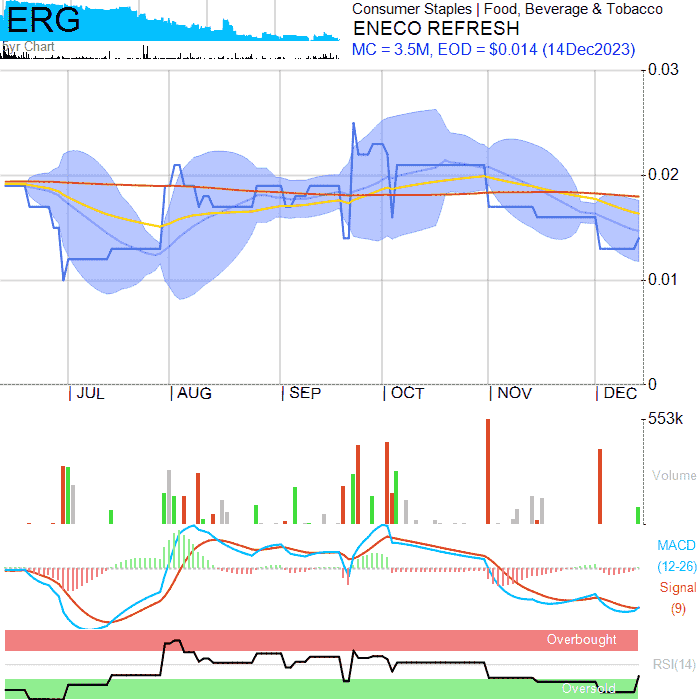 ERG
5yr Chart
Consumer Staples | Food, Beverage & Tobacco
ENECO REFRESH
MC = 3.5M, EOD = $0.014 (14Dec2023)
0.03
0.02
0.01
0
JUL
AUG
SEP
OCT
NOV
DEC
553k
Volume
MACD
(12-26)
Signal
(9)
Overbought
RSI(14)
Oversold